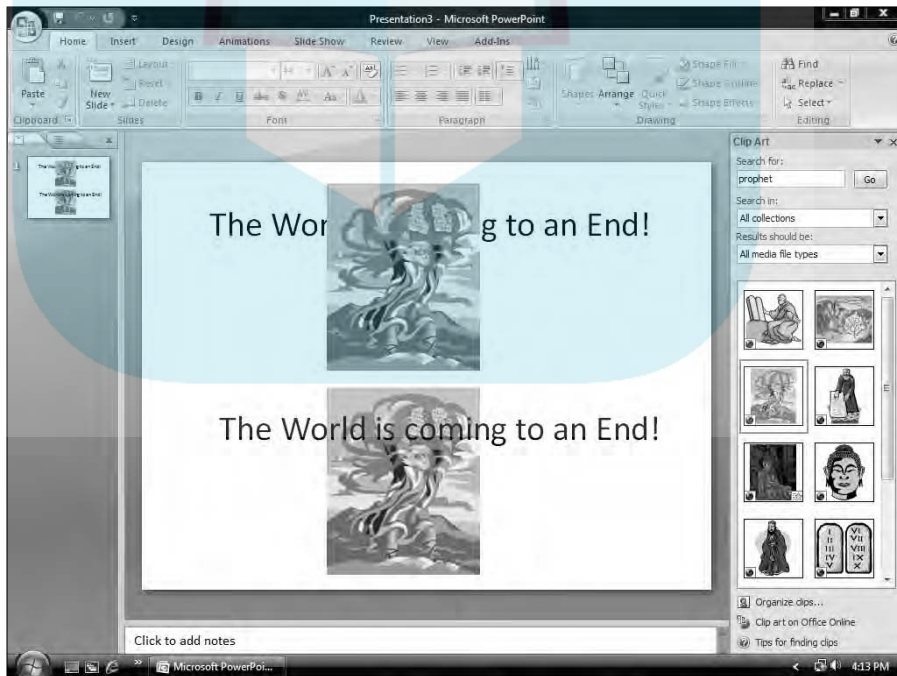 Presentation3 - Microsoft PowerPoint
Home Insert Design Animations Slide Show Review View Add-Ins
Paste
New Slide
Layout
Reset
Delete
Shapes Arrange Quick Styles
Shape Fill
Shape Outline
Shape Effects
Find
Replace
Select
Clipboard Slides Font Paragraph Drawing Editing
Clip Art
Search for:
prophet Go
Search in:
All collections
Results should be:
All media file types
1
The Wor g to an End!
The World is coming to an End!
Organize clips...
Clip art on Office Online
Tips for finding clips
Click to add notes
Microsoft PowerPoi...
4:13 PM